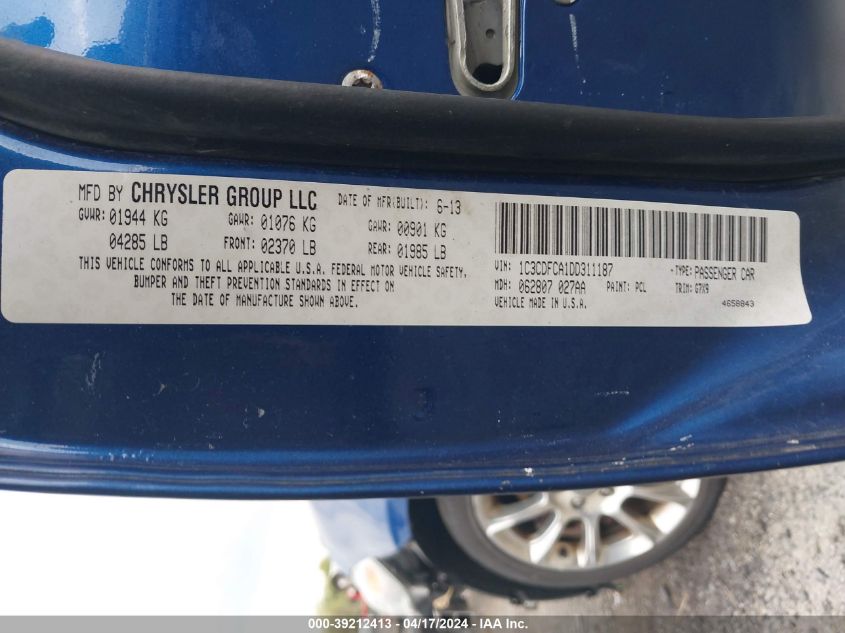 MFD BY CHRYSLER GROUP LLC DATE OF MFR(BUILT): 6-13
GVWR: 01944 KG GAWR: 01076 KG GAWR: 00901 KG
04285 LB FRONT: 02370 LB REAR: 01985 LB
THIS VEHICLE CONFORMS TO ALL APPLICABLE U.S.A. FEDERAL MOTOR VEHICLE SAFETY,
BUMPER AND THEFT PREVENTION STANDARDS IN EFFECT ON
THE DATE OF MANUFACTURE SHOWN ABOVE.
VIN: 1C3CDFCA1DD311187 -TYPE: PASSENGER CAR
MDH: 062807 027AA PAINT: PCL TRIM: G7X9
VEHICLE MADE IN U.S.A. 4658843
000-39212413 - 04/17/2024 - IAA Inc.